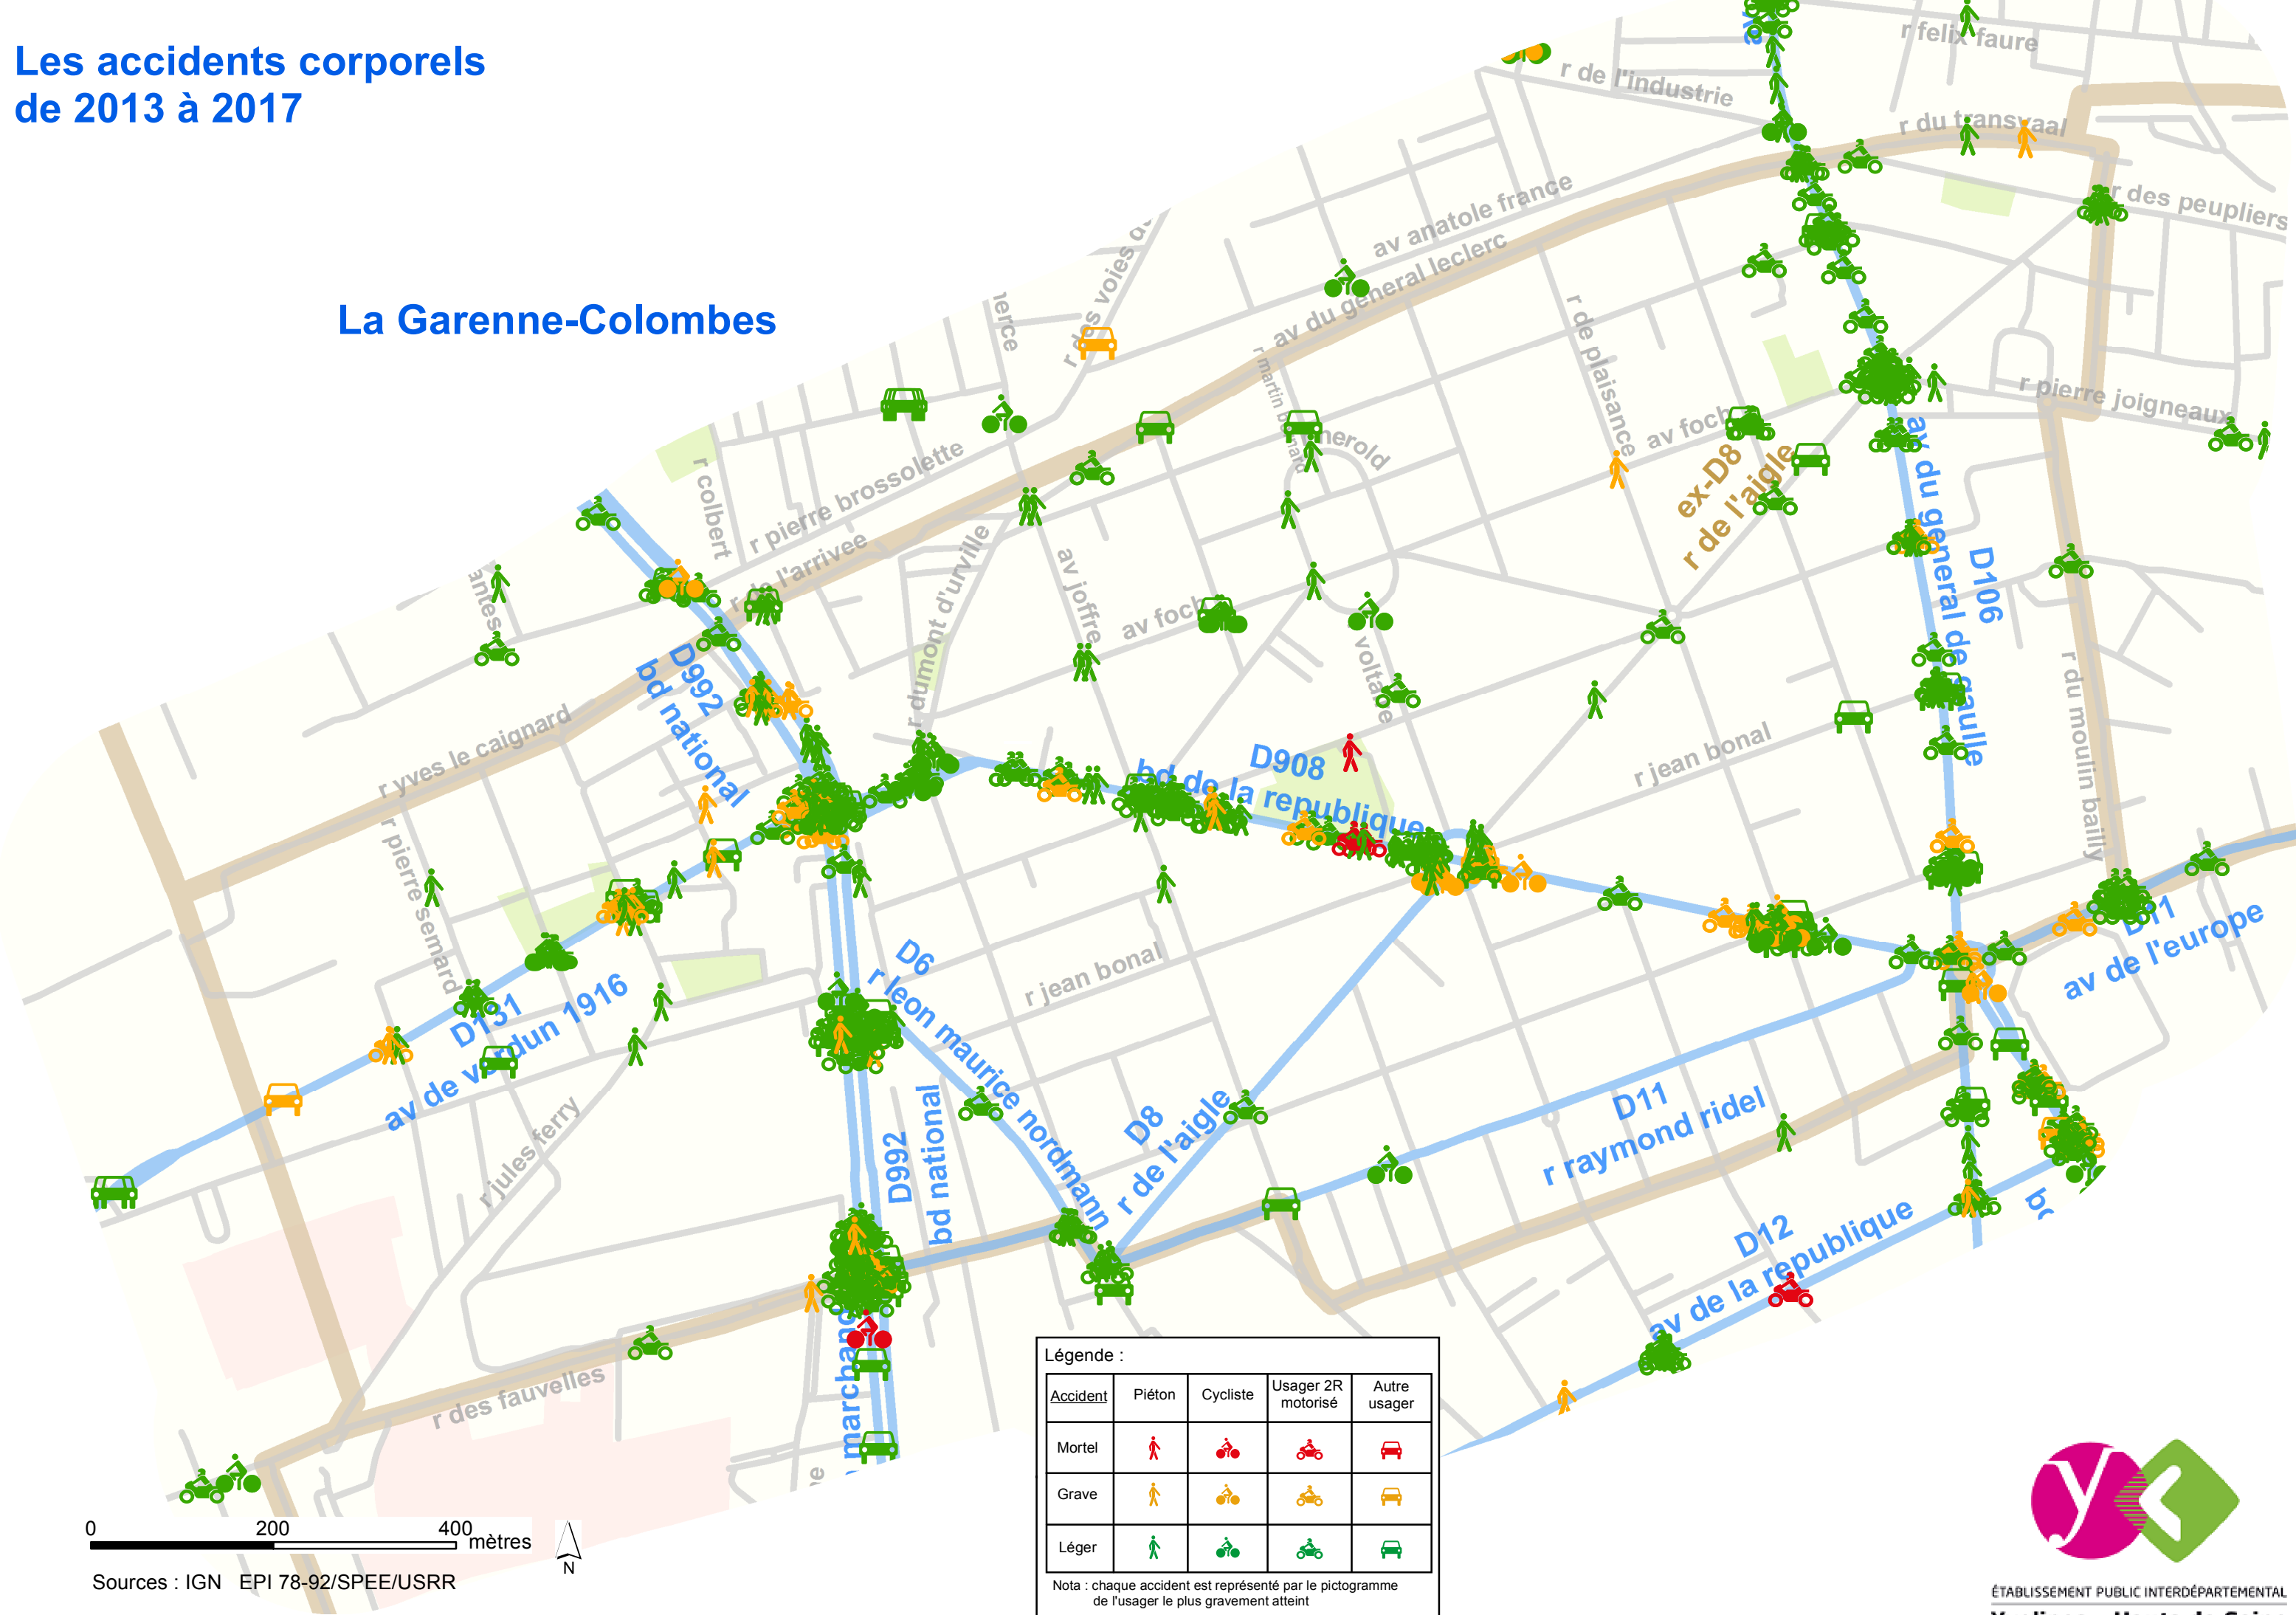 Les accidents corporels
de 2013 à 2017
La Garenne-Colombes
r felix faure
r de l'industrie
r du transvaal
r des peupliers
av anatole france
av du general leclerc
r des voies
r de plaisance
r pierre joigneaux
av foch
ex-D8
r de l'aigle
r colbert
r pierre brossolette
r de l'arrivee
r dumont d'urville
av joffre
av foch
voltaire
D106
av du general de gaulle
r du moulin bailly
D992
bd national
r yves le caignard
r pierre semard
D908
bd de la republique
r jean bonal
D11
av de l'europe
D131
av de verdun 1916
D6
r leon maurice nordmann
r jean bonal
r jules ferry
D992
bd national
D8
r de l'aigle
D11
r raymond ridel
D12
av de la republique
r des fauvelles
Légende :
Accident Piéton Cycliste Usager 2R motorisé Autre usager
Mortel
Grave
Léger
Nota : chaque accident est représenté par le pictogramme
de l'usager le plus gravement atteint
0 200 400 mètres
N
Sources : IGN EPI 78-92/SPEE/USRR
ÉTABLISSEMENT PUBLIC INTERDÉPARTEMENTAL